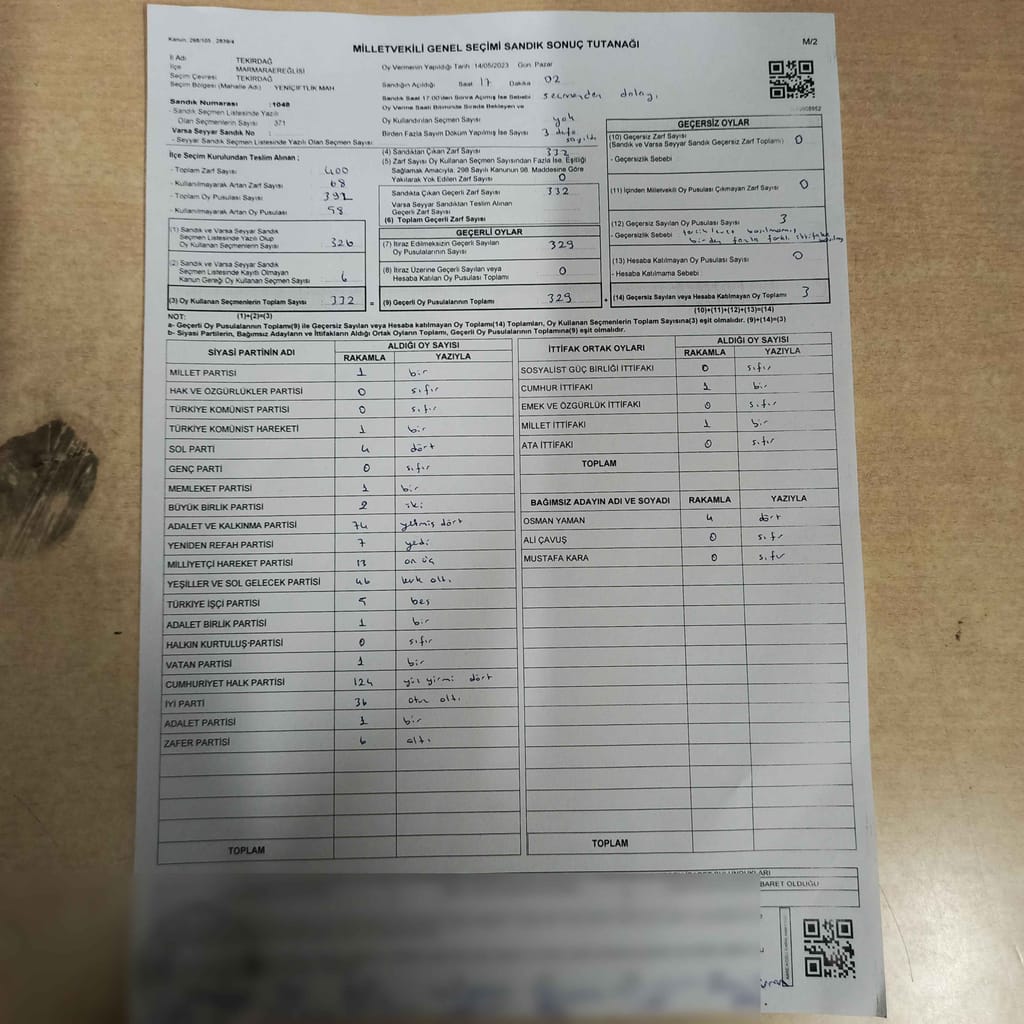 Kanun, 298/105 , 2839/4
MİLLETVEKİLİ GENEL SEÇİMİ SANDIK SONUÇ TUTANAĞI
M/2
İl Adı TEKİRDAĞ
İlçe MARMARAEREĞLİSİ
Seçim Çevresi TEKİRDAĞ
Seçim Bölgesi (Mahalle Adı) YENİÇİFTLİK MAH.
Sandık Numarası :1048
- Sandık Seçmen Listesinde Yazılı
Olan Seçmenlerin Sayısı 371
Varsa Seyyar Sandık No :
- Seyyar Sandık Seçmen Listesinde Yazılı Olan Seçmen Sayısı
Oy Vermenin Yapıldığı Tarih 14/05/2023 Gün Pazar
Sandığın Açıldığı Saat 17 Dakika 02
Sandık Saat 17:00'den Sonra Açılmış İse Sebebi seçmenden dolayı
Oy Verme Saati Bitiminde Sırada Bekleyen ve
Oy Kullandırılan Seçmen Sayısı yok
Birden Fazla Sayım Döküm Yapılmış İse Sayısı 3 defa sayıldı
İlçe Seçim Kurulundan Teslim Alınan ;
- Toplam Zarf Sayısı 400
- Kullanılmayarak Artan Zarf Sayısı 68
- Toplam Oy Pusulası Sayısı 392
- Kullanılmayarak Artan Oy Pusulası 58
(1) Sandık ve Varsa Seyyar Sandık
Seçmen Listesinde Yazılı Olup
Oy Kullanan Seçmenlerin Sayısı 326
(2) Sandık ve Varsa Seyyar Sandık
Seçmen Listesinde Kayıtlı Olmayan
Kanun Gereği Oy Kullanan Seçmen Sayısı 6
(3) Oy Kullanan Seçmenlerin Toplam Sayısı 332 =
(4) Sandıktan Çıkan Zarf Sayısı 332
(5) Zarf Sayısı Oy Kullanan Seçmen Sayısından Fazla İse, Eşitliği
Sağlamak Amacıyla, 298 Sayılı Kanunun 98. Maddesine Göre
Yakılarak Yok Edilen Zarf Sayısı 0
Sandıkta Çıkan Geçerli Zarf Sayısı 332
Varsa Seyyar Sandıktan Teslim Alınan
Geçerli Zarf Sayısı
(6) Toplam Geçerli Zarf Sayısı
GEÇERLİ OYLAR
(7) İtiraz Edilmeksizin Geçerli Sayılan
Oy Pusulalarının Sayısı 329
(8) İtiraz Üzerine Geçerli Sayılan veya
Hesaba Katılan Oy Pusulası Toplamı 0
(9) Geçerli Oy Pusulalarının Toplamı 329 +
GEÇERSİZ OYLAR
(10) Geçersiz Zarf Sayısı
(Sandık ve Varsa Seyyar Sandık Geçersiz Zarf Toplamı) 0
- Geçersizlik Sebebi
(11) İçinden Milletvekili Oy Pusulası Çıkmayan Zarf Sayısı 0
(12) Geçersiz Sayılan Oy Pusulası Sayısı 3
- Geçersizlik Sebebi
birden fazla farklı ittifaka
(13) Hesaba Katılmayan Oy Pusulası Sayısı 0
- Hesaba Katılmama Sebebi :
(14) Geçersiz Sayılan veya Hesaba Katılmayan Oy Toplamı 3
NOT: (1)+(2)=(3) (10)+(11)+(12)+(13)=(14)
a- Geçerli Oy Pusulalarının Toplamı(9) ile Geçersiz Sayılan veya Hesaba katılmayan Oy Toplamı(14) Toplamları, Oy Kullanan Seçmenlerin Toplam Sayısına(3) eşit olmalıdır. (9)+(14)=(3)
b- Siyasi Partilerin, Bağımsız Adayların ve İttifakların Aldığı Ortak Oyların Toplamı, Geçerli Oy Pusulalarının Toplamına(9) eşit olmalıdır.
SİYASİ PARTİNİN ADI ALDIĞI OY SAYISI
RAKAMLA YAZIYLA
MİLLET PARTİSİ 1 bir
HAK VE ÖZGÜRLÜKLER PARTİSİ 0 sıfır
TÜRKİYE KOMÜNİST PARTİSİ 0 sıfır
TÜRKİYE KOMÜNİST HAREKETİ 1 bir
SOL PARTİ 4 dört
GENÇ PARTİ 0 sıfır
MEMLEKET PARTİSİ 1 bir
BÜYÜK BİRLİK PARTİSİ 2 iki
ADALET VE KALKINMA PARTİSİ 74 yetmiş dört
YENİDEN REFAH PARTİSİ 7 yedi
MİLLİYETÇİ HAREKET PARTİSİ 13 on üç
YEŞİLLER VE SOL GELECEK PARTİSİ 46 kırk altı
TÜRKİYE İŞÇİ PARTİSİ 5 beş
ADALET BİRLİK PARTİSİ 1 bir
HALKIN KURTULUŞ PARTİSİ 0 sıfır
VATAN PARTİSİ 1 bir
CUMHURİYET HALK PARTİSİ 124 yüz yirmi dört
İYİ PARTİ 36 otuz altı
ADALET PARTİSİ 1 bir
ZAFER PARTİSİ 6 altı
TOPLAM
İTTİFAK ORTAK OYLARI ALDIĞI OY SAYISI
RAKAMLA YAZIYLA
SOSYALİST GÜÇ BİRLİĞİ İTTİFAKI 0 sıfır
CUMHUR İTTİFAKI 1 bir
EMEK VE ÖZGÜRLÜK İTTİFAKI 0 sıfır
MİLLET İTTİFAKI 1 bir
ATA İTTİFAKI 0 sıfır
TOPLAM
BAĞIMSIZ ADAYIN ADI VE SOYADI RAKAMLA YAZIYLA
OSMAN YAMAN 4 dört
ALİ ÇAVUŞ 0 sıfır
MUSTAFA KARA 0 sıfır
TOPLAM
BARET OLDUĞU